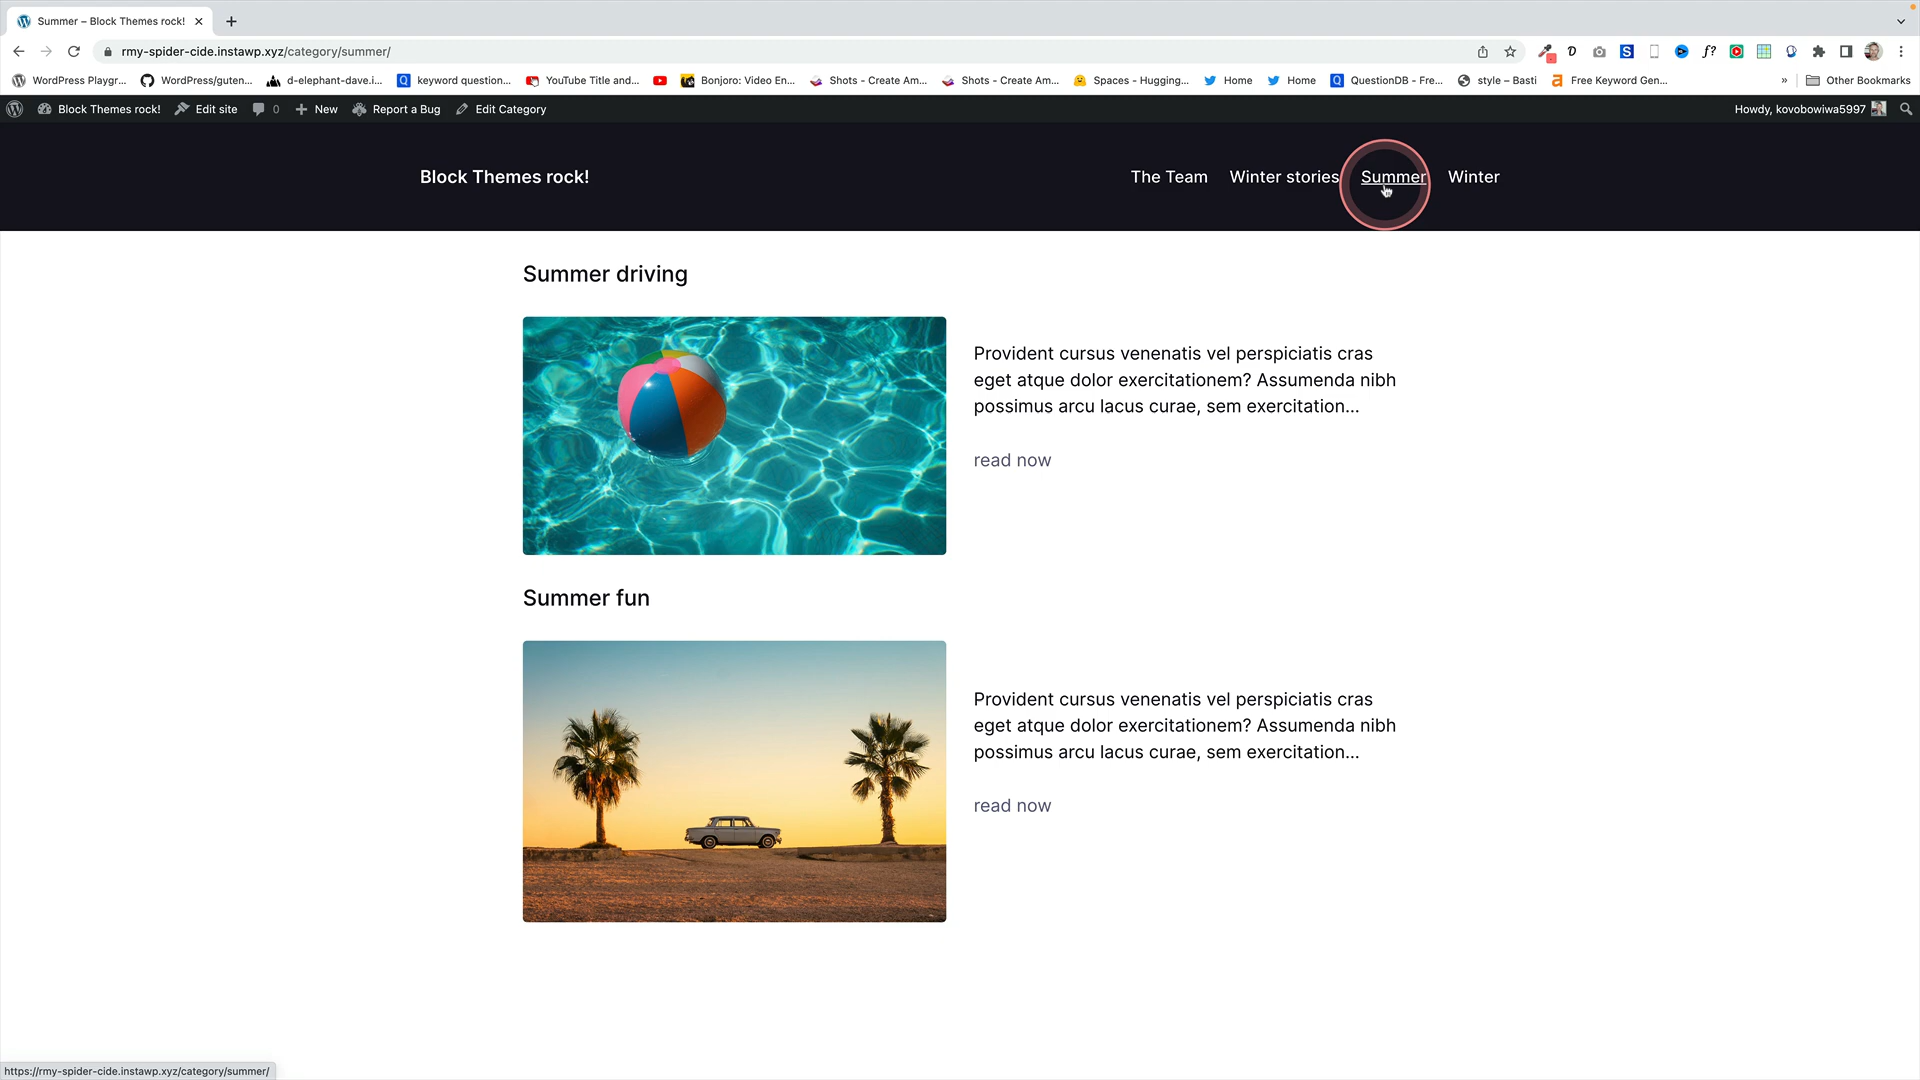 Summer – Block Themes rock!
rmy-spider-cide.instawp.xyz/category/summer/
WordPress Playgr...
WordPress/guten...
d-elephant-dave.i...
keyword question...
YouTube Title and...
Bonjoro: Video En...
Shots - Create Am...
Shots - Create Am...
Spaces - Hugging...
Home
Home
QuestionDB - Fre...
style – Basti
Free Keyword Gen...
»
Other Bookmarks
Block Themes rock!
Edit site
0
New
Report a Bug
Edit Category
Howdy, kovobowiwa5997
Block Themes rock!
The Team
Winter stories
Summer
Winter
Summer driving
Provident cursus venenatis vel perspiciatis cras
eget atque dolor exercitationem? Assumenda nibh
possimus arcu lacus curae, sem exercitation...
read now
Summer fun
Provident cursus venenatis vel perspiciatis cras
eget atque dolor exercitationem? Assumenda nibh
possimus arcu lacus curae, sem exercitation...
read now
https://rmy-spider-cide.instawp.xyz/category/summer/